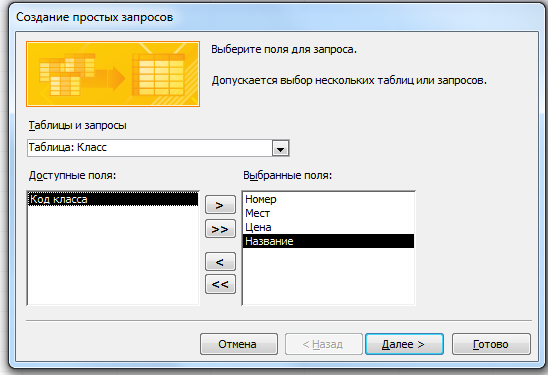 Создание простых запросов
Выберите поля для запроса.
Допускается выбор нескольких таблиц или запросов.
Таблицы и запросы
Таблица: Класс
Доступные поля:
Выбранные поля:
Код класса
>
>>
<
<<
Номер
Мест
Цена
Название
Отмена
< Назад
Далее >
Готово